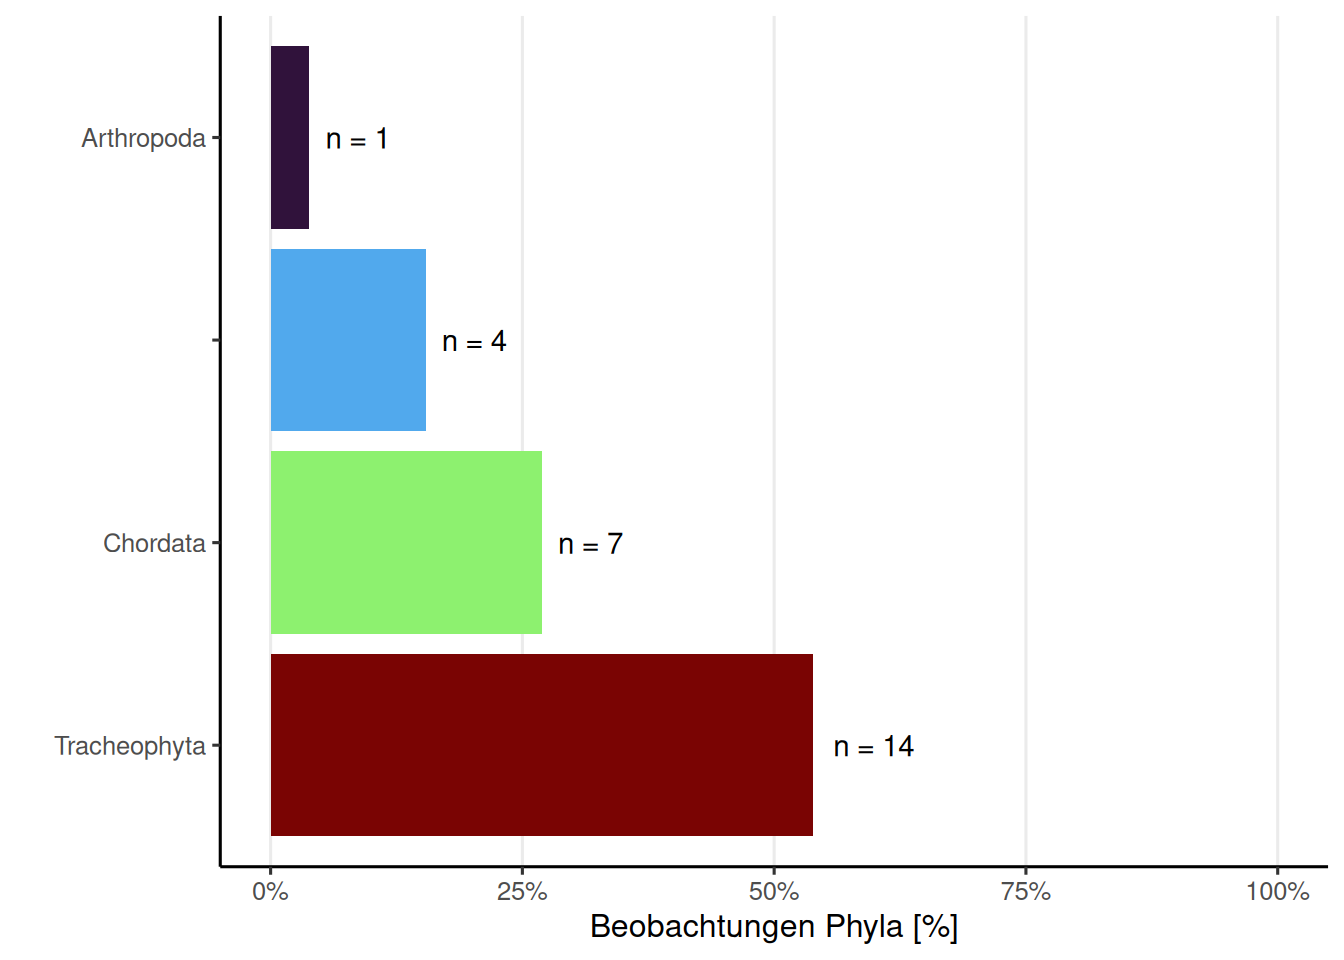 Arthropoda
n = 1
n = 4
Chordata
n = 7
Tracheophyta
n = 14
0% 25% 50% 75% 100%
Beobachtungen Phyla [%]